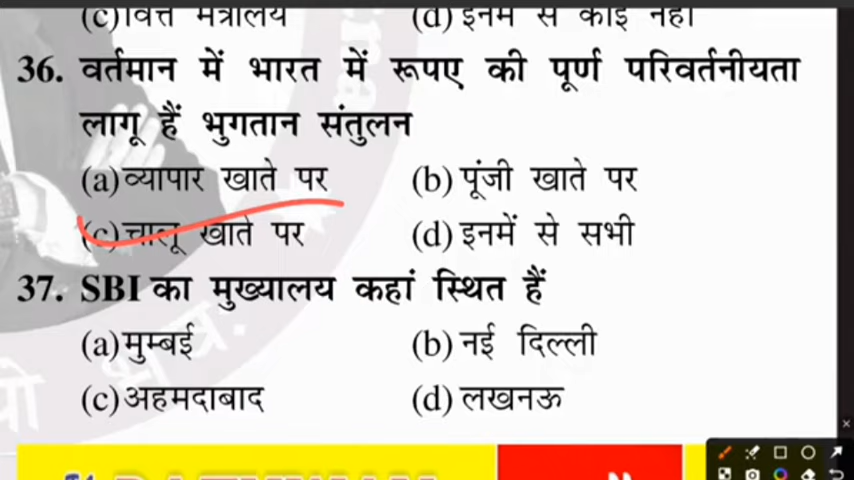 (c)वित्त मंत्रालय (d) इनमें से कोई नहीं
36. वर्तमान में भारत में रूपए की पूर्ण परिवर्तनीयता
लागू हैं भुगतान संतुलन
(a)व्यापार खाते पर (b) पूंजी खाते पर
(c)चालू खाते पर (d) इनमें से सभी
37. SBI का मुख्यालय कहां स्थित हैं
(a)मुम्बई (b) नई दिल्ली
(c)अहमदाबाद (d) लखनऊ